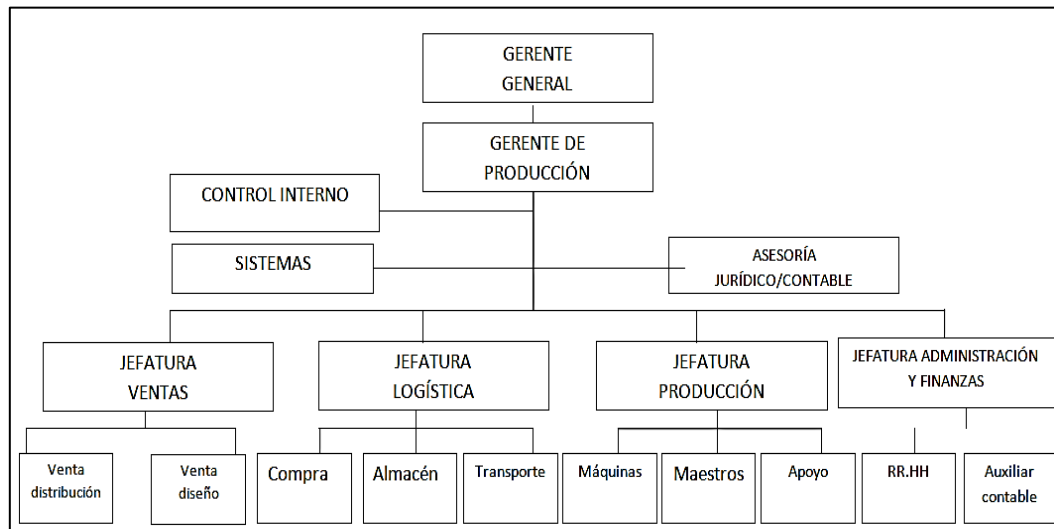 GERENTE
GENERAL
GERENTE DE
PRODUCCIÓN
CONTROL INTERNO
SISTEMAS
ASESORÍA
JURÍDICO/CONTABLE
JEFATURA
VENTAS
JEFATURA
LOGÍSTICA
JEFATURA
PRODUCCIÓN
JEFATURA ADMINISTRACIÓN
Y FINANZAS
Venta
distribución
Venta
diseño
Compra
Almacén
Transporte
Máquinas
Maestros
Apoyo
RR.HH
Auxiliar
contable